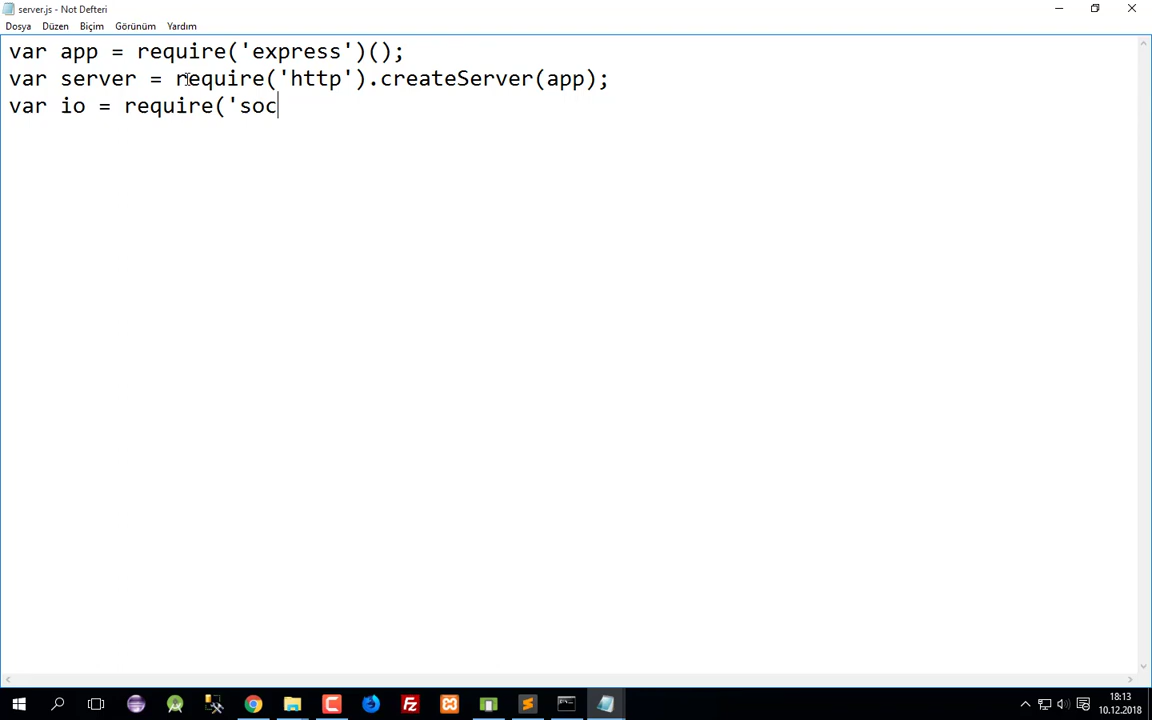 server.js - Not Defteri
Dosya Düzen Biçim Görünüm Yardım
var app = require('express')();
var server = require('http').createServer(app);
var io = require('soc
18:13
10.12.2018